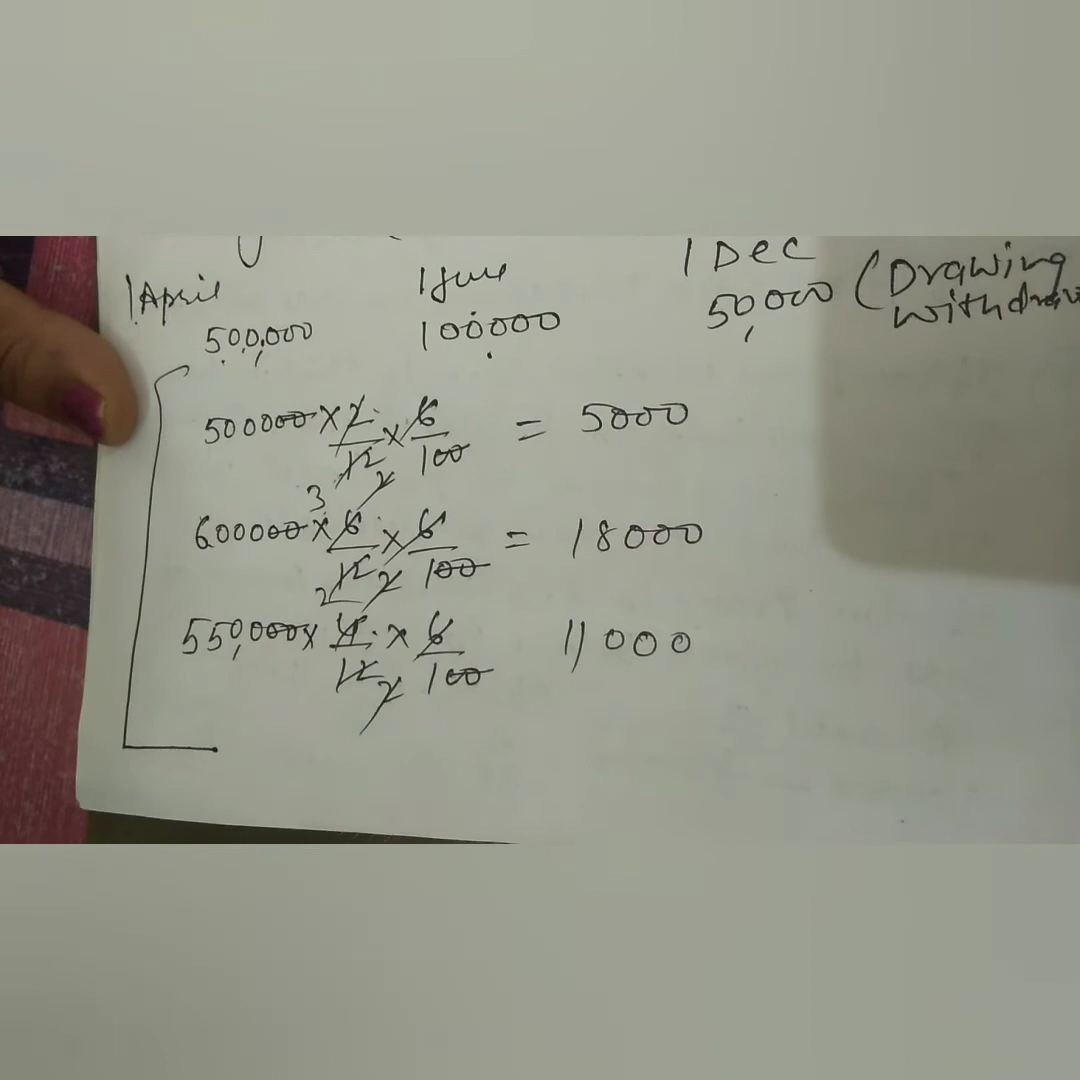 1 April 1 June 1 Dec
500,000 100000 50,000 (Drawing
withdraw
500000 × 2/12 × 6/100 = 5000
600000 × 6/12 × 6/100 = 18000
550,000 × 4/12 × 6/100 11000